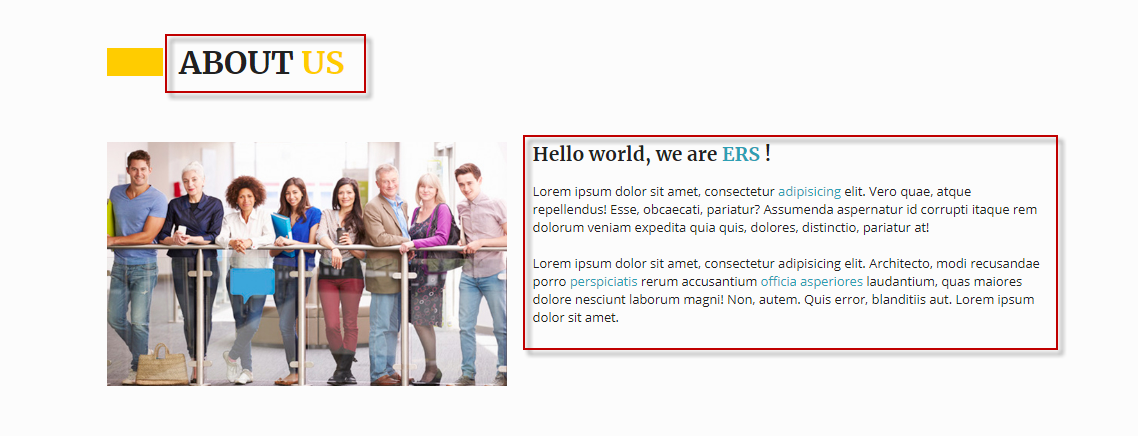 ABOUT US
Hello world, we are ERS !
Lorem ipsum dolor sit amet, consectetur adipisicing elit. Vero quae, atque
repellendus! Esse, obcaecati, pariatur? Assumenda aspernatur id corrupti itaque rem
dolorum veniam expedita quia quis, dolores, distinctio, pariatur at!
Lorem ipsum dolor sit amet, consectetur adipisicing elit. Architecto, modi recusandae
porro perspiciatis rerum accusantium officia asperiores laudantium, quas maiores
dolore nesciunt laborum magni! Non, autem. Quis error, blanditiis aut. Lorem ipsum
dolor sit amet.